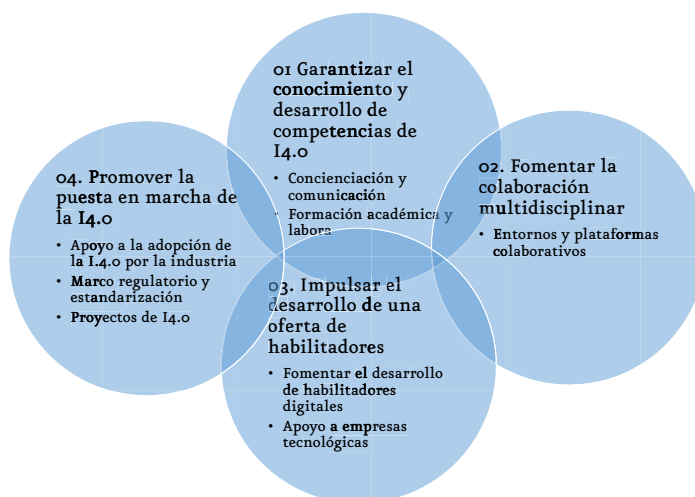 01 Garantizar el
conocimiento y
desarrollo de
competencias de
I4.0
• Concienciación y
comunicación
• Formación académica y
labora
02. Fomentar la
colaboración
multidisciplinar
• Entornos y plataformas
colaborativos
03. Impulsar el
desarrollo de una
oferta de
habilitadores
• Fomentar el desarrollo
de habilitadores
digitales
• Apoyo a empresas
tecnológicas
04. Promover la
puesta en marcha de
la I4.0
• Apoyo a la adopción de
la I.4.0 por la industria
• Marco regulatorio y
estandarización
• Proyectos de I4.0